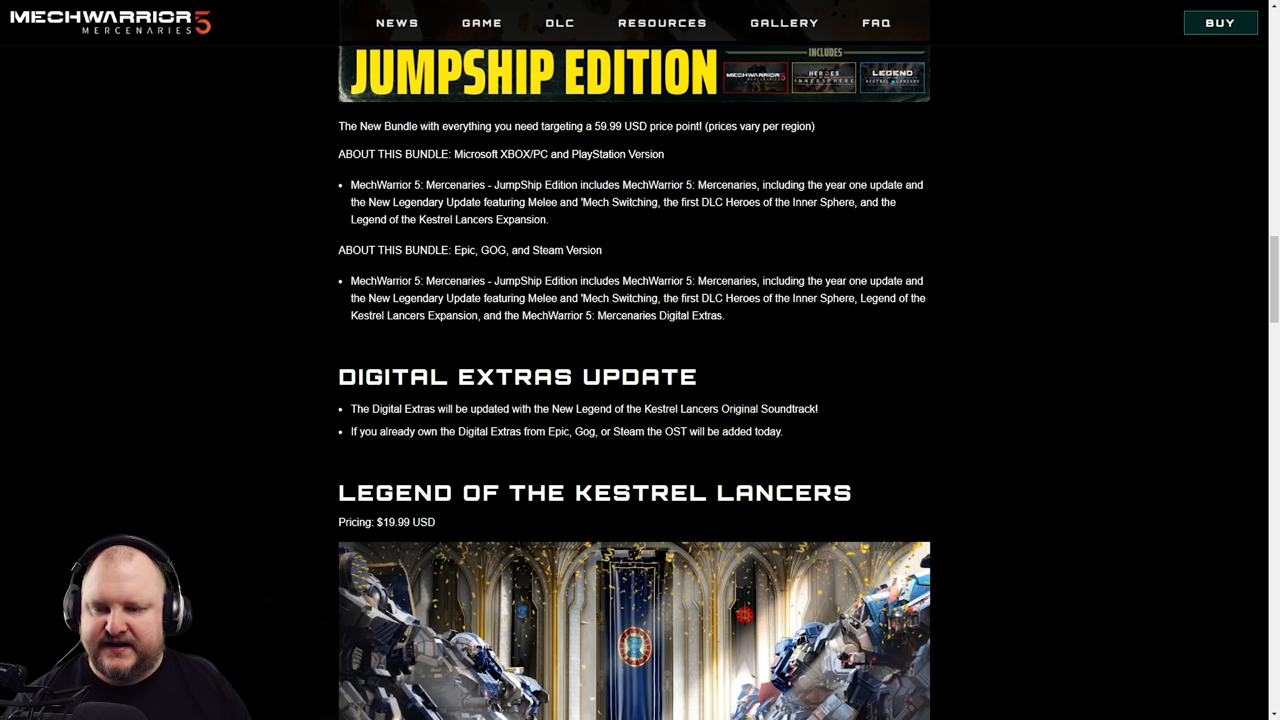 MECHWARRIOR 5
MERCENARIES
NEWS GAME DLC RESOURCES GALLERY FAQ
BUY
JUMPSHIP EDITION
INCLUDES
MECHWARRIOR 5
HEROES
INNER SPHERE
LEGEND
KESTREL LANCERS
The New Bundle with everything you need targeting a 59.99 USD price point! (prices vary per region)
ABOUT THIS BUNDLE: Microsoft XBOX/PC and PlayStation Version
• MechWarrior 5: Mercenaries - JumpShip Edition includes MechWarrior 5: Mercenaries, including the year one update and
the New Legendary Update featuring Melee and 'Mech Switching, the first DLC Heroes of the Inner Sphere, and the
Legend of the Kestrel Lancers Expansion.
ABOUT THIS BUNDLE: Epic, GOG, and Steam Version
• MechWarrior 5: Mercenaries - JumpShip Edition includes MechWarrior 5: Mercenaries, including the year one update and
the New Legendary Update featuring Melee and 'Mech Switching, the first DLC Heroes of the Inner Sphere, Legend of the
Kestrel Lancers Expansion, and the MechWarrior 5: Mercenaries Digital Extras.
DIGITAL EXTRAS UPDATE
• The Digital Extras will be updated with the New Legend of the Kestrel Lancers Original Soundtrack!
• If you already own the Digital Extras from Epic, Gog, or Steam the OST will be added today.
LEGEND OF THE KESTREL LANCERS
Pricing: $19.99 USD